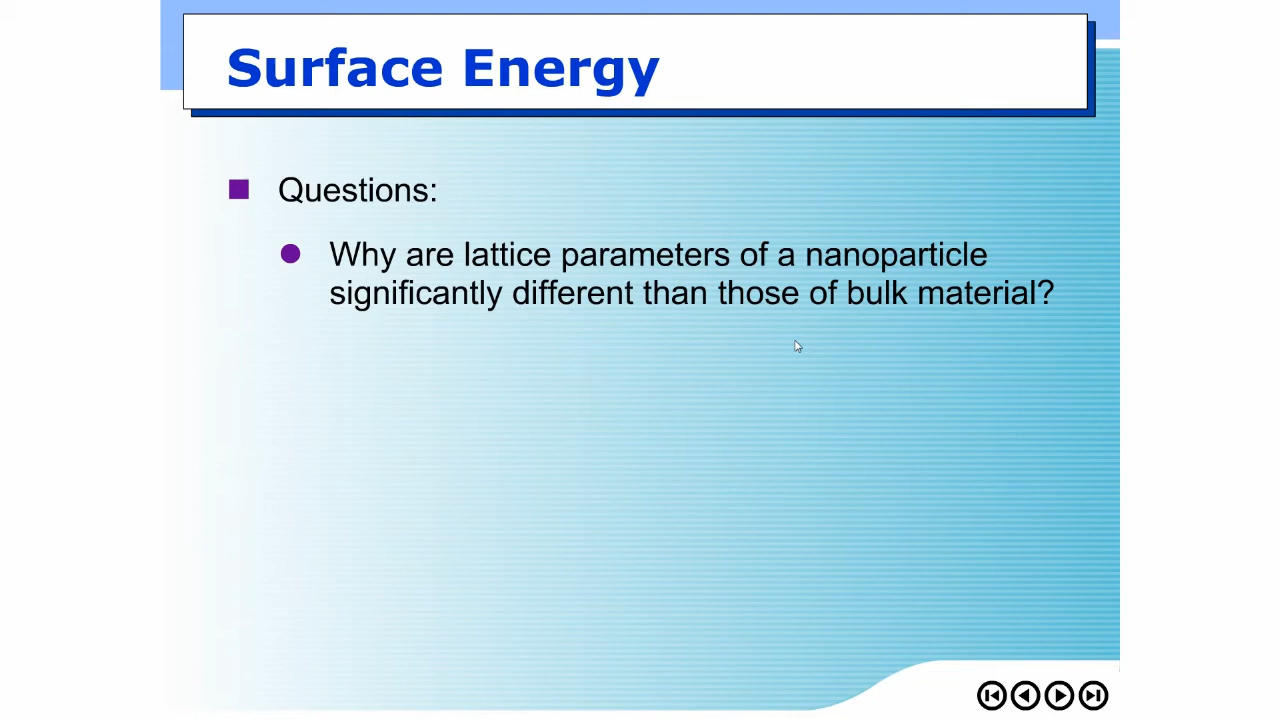 Surface Energy
Questions:
Why are lattice parameters of a nanoparticle
significantly different than those of bulk material?